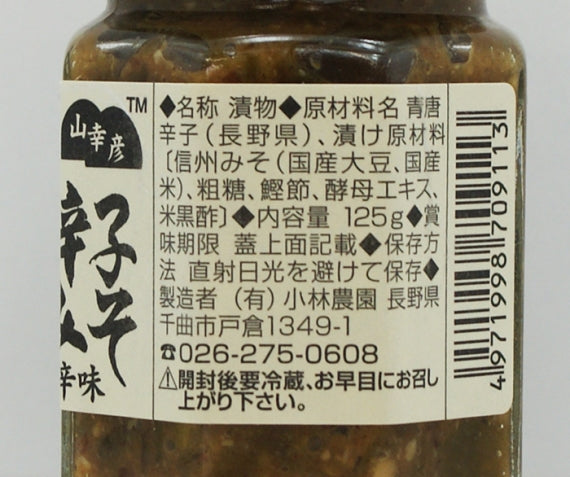 山幸彦
TM
辛子
みそ
辛味
◆名称 漬物◆原材料名 青唐
辛子(長野県)、漬け原材料
〔信州みそ(国産大豆、国産
米)、粗糖、鰹節、酵母エキス、
米黒酢〕◆内容量 125g◆賞
味期限 蓋上面記載◆保存方
法 直射日光を避けて保存◆
製造者 (有)小林農園 長野県
千曲市戸倉1349-1
☎026-275-0608
⚠開封後要冷蔵、お早目にお召し
上がり下さい。
4971998709113